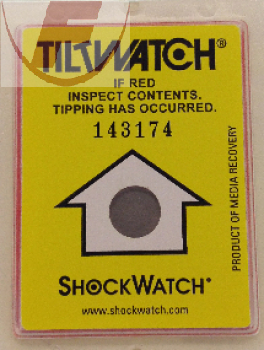 TILTWATCH®
IF RED
INSPECT CONTENTS.
TIPPING HAS OCCURRED.
143174
PRODUCT OF MEDIA RECOVERY
SHOCKWATCH®
www.shockwatch.com